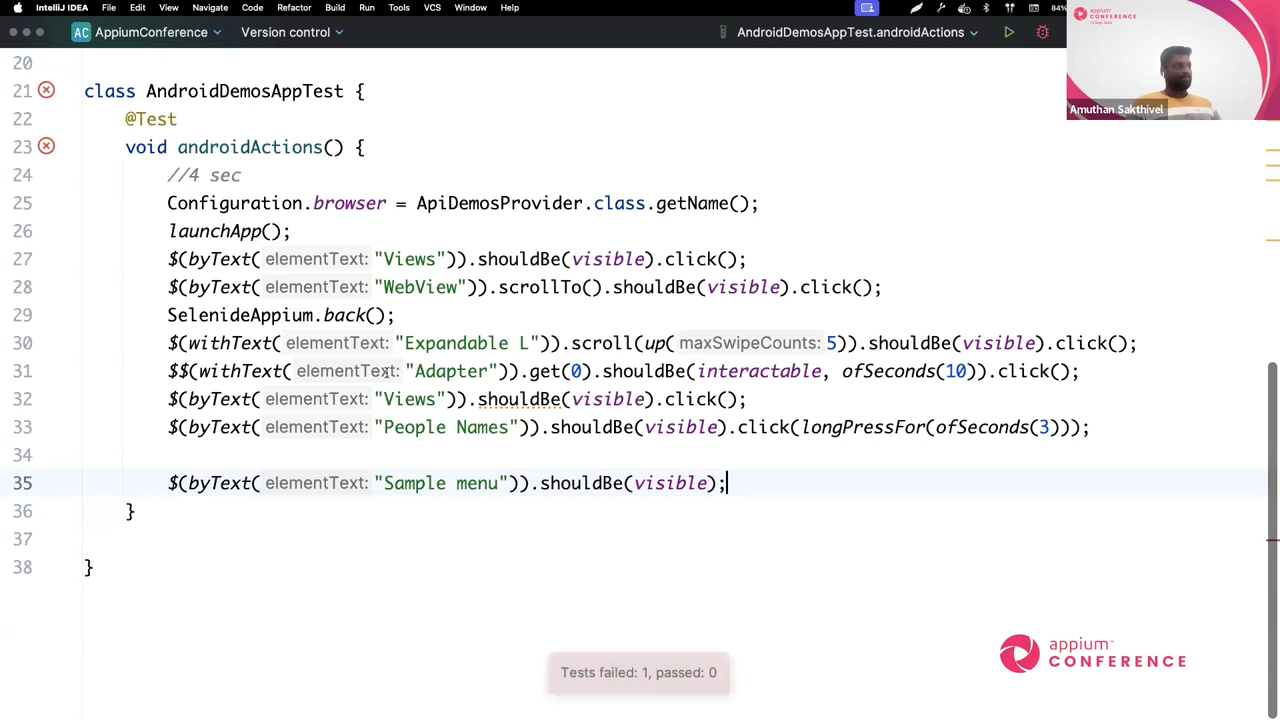 IntelliJ IDEA File Edit View Navigate Code Refactor Build Run Tools VCS Window Help 84%
AC AppiumConference Version control AndroidDemosAppTest.androidActions
appium CONFERENCE
Amuthan Sakthivel
20
21 class AndroidDemosAppTest {
22 @Test
23 void androidActions() {
24 //4 sec
25 Configuration.browser = ApiDemosProvider.class.getName();
26 launchApp();
27 $(byText( elementText: "Views")).shouldBe(visible).click();
28 $(byText( elementText: "WebView")).scrollTo().shouldBe(visible).click();
29 SelenideAppium.back();
30 $(withText( elementText: "Expandable L")).scroll(up( maxSwipeCounts: 5)).shouldBe(visible).click();
31 $$(withText( elementText: "Adapter")).get(0).shouldBe(interactable, ofSeconds(10)).click();
32 $(byText( elementText: "Views")).shouldBe(visible).click();
33 $(byText( elementText: "People Names")).shouldBe(visible).click(longPressFor(ofSeconds(3)));
34
35 $(byText( elementText: "Sample menu")).shouldBe(visible);
36 }
37
38 }
appium™
CONFERENCE
Tests failed: 1, passed: 0